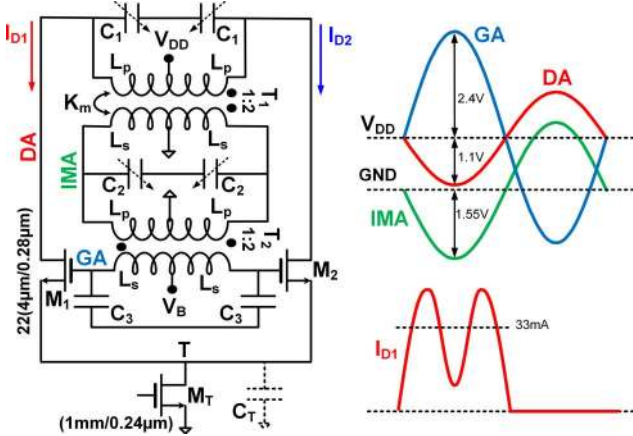 I_D1
C_1
C_1
V_DD
I_D2
L_p
L_p
K_m
T_1
1:2
L_s
L_s
DA
IMA
C_2
C_2
L_p
L_p
T_2
1:2
GA
L_s
L_s
V_B
M_1
M_2
C_3
C_3
22(4μm/0.28μm)
T
M_T
C_T
(1mm/0.24μm)
GA
DA
2.4V
V_DD
1.1V
GND
IMA
1.55V
33mA
I_D1